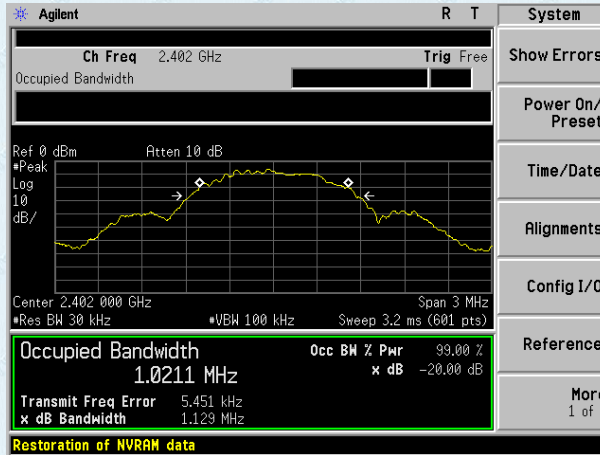 Agilent R T System
Ch Freq 2.402 GHz Trig Free
Occupied Bandwidth
Show Errors
Power On/
Preset
Ref 0 dBm Atten 10 dB
#Peak
Log
10
dB/
Time/Date
Alignments
Config I/O
Center 2.402 000 GHz Span 3 MHz
#Res BW 30 kHz #VBW 100 kHz Sweep 3.2 ms (601 pts)
Reference
Occupied Bandwidth Occ BW % Pwr 99.00 %
1.0211 MHz x dB -20.00 dB
Transmit Freq Error 5.451 kHz
x dB Bandwidth 1.129 MHz
More
1 of
Restoration of NVRAM data